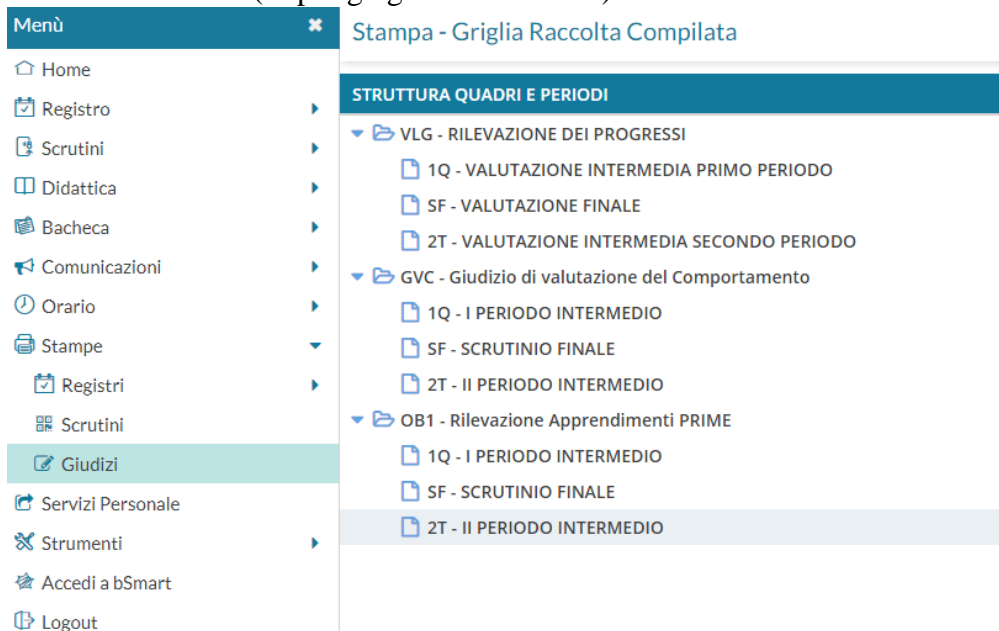 Menù
Home
Registro
Scrutini
Didattica
Bacheca
Comunicazioni
Orario
Stampe
Registri
Scrutini
Giudizi
Servizi Personale
Strumenti
Accedi a bSmart
Logout
Stampa - Griglia Raccolta Compilata
STRUTTURA QUADRI E PERIODI
VLG - RILEVAZIONE DEI PROGRESSI
1Q - VALUTAZIONE INTERMEDIA PRIMO PERIODO
SF - VALUTAZIONE FINALE
2T - VALUTAZIONE INTERMEDIA SECONDO PERIODO
GVC - Giudizio di valutazione del Comportamento
1Q - I PERIODO INTERMEDIO
SF - SCRUTINIO FINALE
2T - II PERIODO INTERMEDIO
OB1 - Rilevazione Apprendimenti PRIME
1Q - I PERIODO INTERMEDIO
SF - SCRUTINIO FINALE
2T - II PERIODO INTERMEDIO